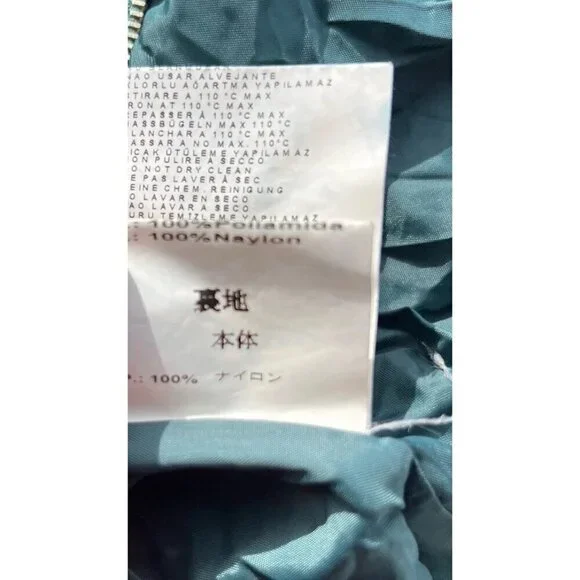 NAO USAR ALVEJANTE
KLORLU AĞARTMA YAPILAMAZ
STIRARE A 110 °C MAX
IRON AT 110 °C MAX
REPASSER À 110 °C MAX
ASSBÜGELN MAX 110 °C
PLANCHAR A 110 °C MAX
PASSAR A NO MAX. 110°C
ICAK ÜTÜLEME YAPILAMAZ
NON PULIRE A SECCO
DO NOT DRY CLEAN
NE PAS LAVER À SEC
KEINE CHEM. REINIGUNG
NO LAVAR EN SECO
NAO LAVAR A SECO
KURU TEMİZLEME YAPILAMAZ
.: 100%Poliamida
.: 100%Naylon
裏地
本体
P.: 100% ナイロン